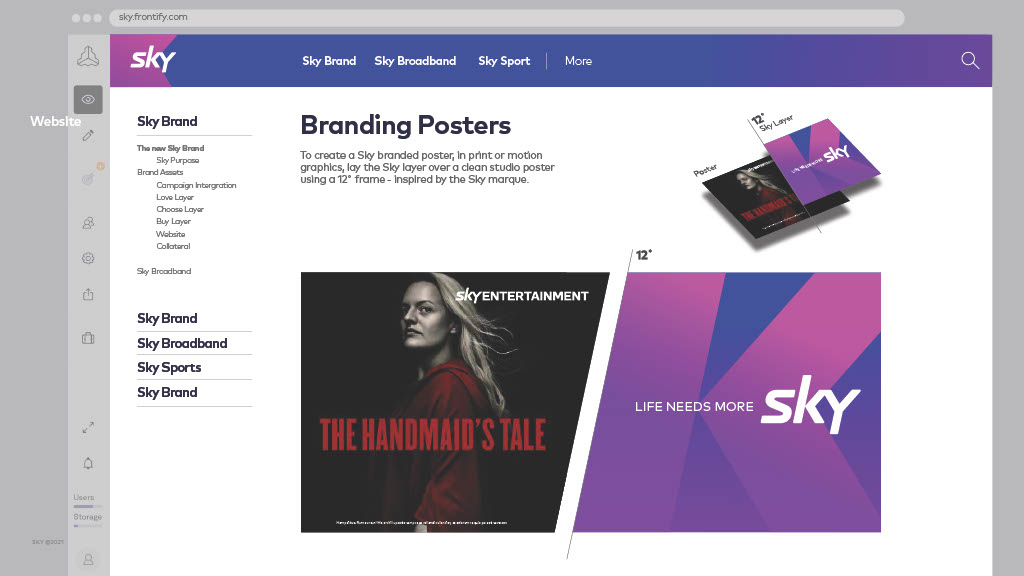 sky.frontify.com
sky
Sky Brand
Sky Broadband
Sky Sport
More
Website
Sky Brand
The new Sky Brand
Sky Purpose
Brand Assets
Campaign Intergration
Love Layer
Choose Layer
Buy Layer
Website
Collateral
Sky Broadband
Sky Brand
Sky Broadband
Sky Sports
Sky Brand
Users
Storage
SKY @2021
Branding Posters
To create a Sky branded poster, in print or motion
graphics, lay the Sky layer over a clean studio poster
using a 12° frame - inspired by the Sky marque.
12°
Sky Layer
Poster
LIFE NEEDS MORE
sky
THE HANDMAID'S TALE
12°
sky ENTERTAINMENT
THE HANDMAID'S TALE
LIFE NEEDS MORE
sky